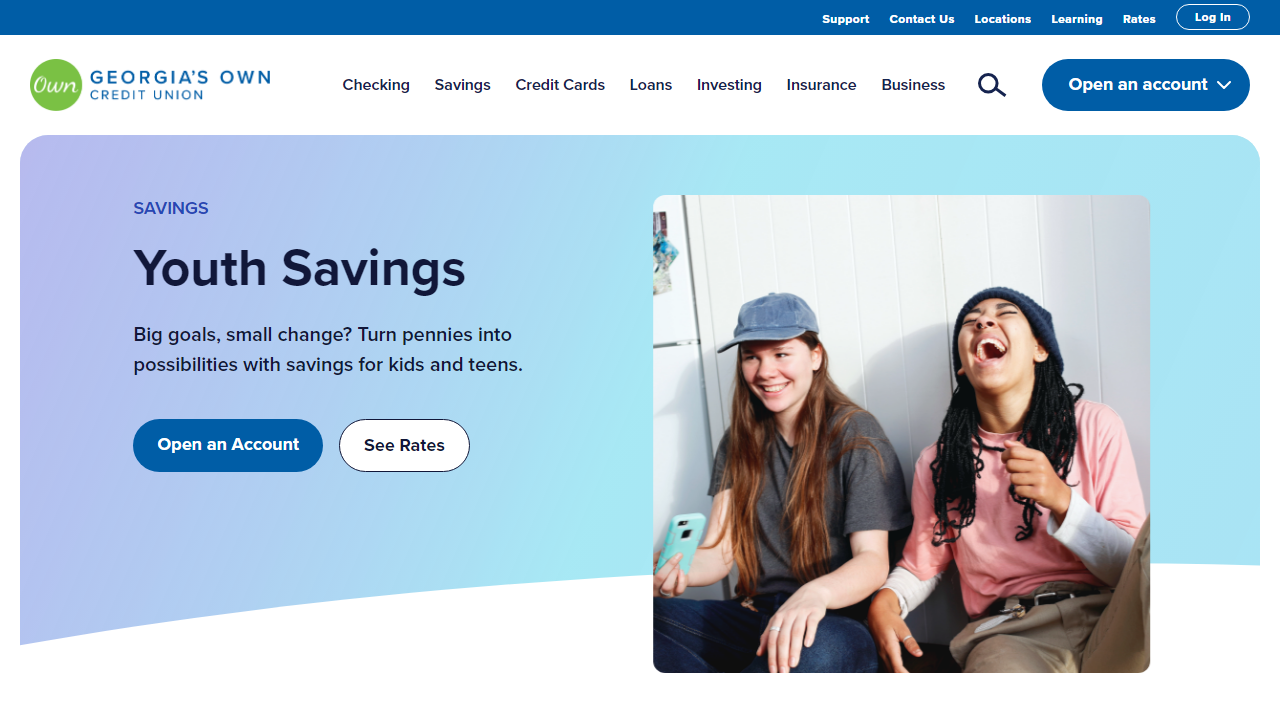 Support Contact Us Locations Learning Rates Log In
Own GEORGIA'S OWN
CREDIT UNION
Checking Savings Credit Cards Loans Investing Insurance Business Open an account
SAVINGS
Youth Savings
Big goals, small change? Turn pennies into
possibilities with savings for kids and teens.
Open an Account See Rates